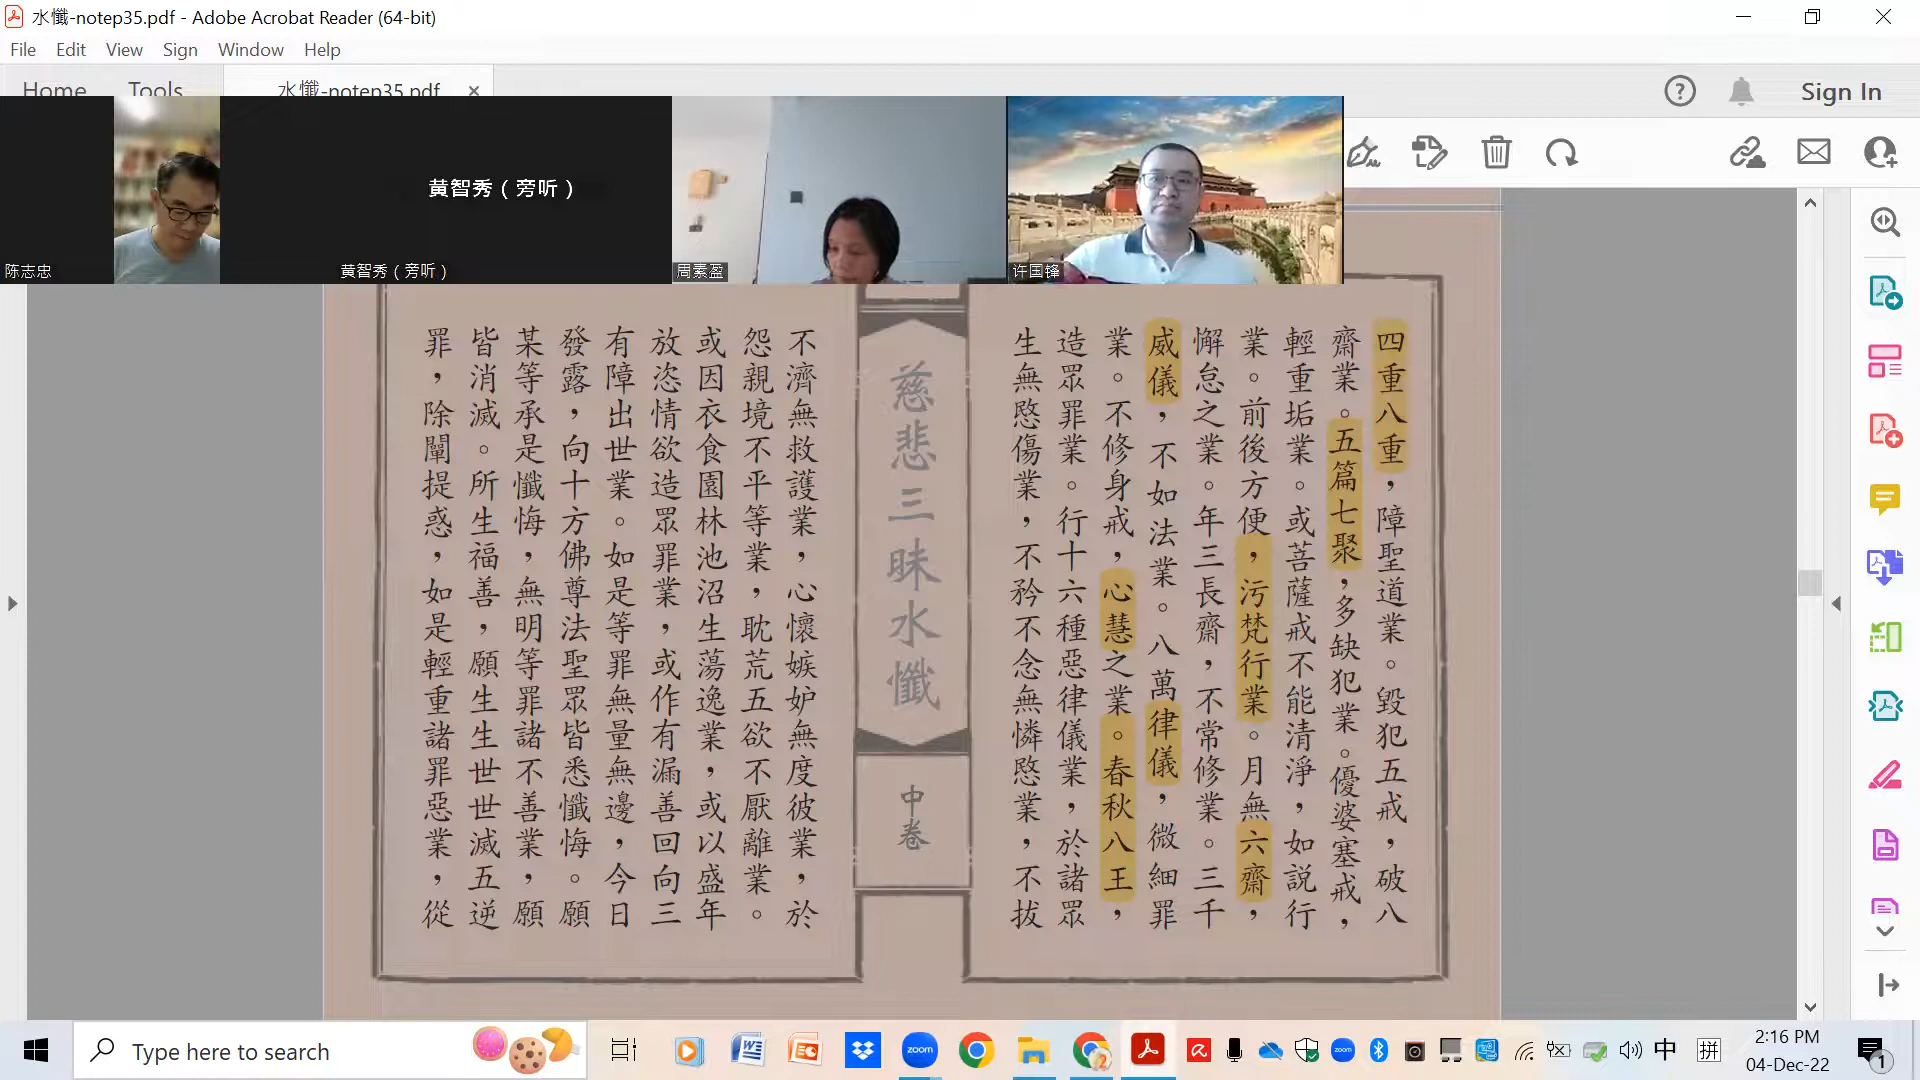 水懺-notep35.pdf - Adobe Acrobat Reader (64-bit)
File Edit View Sign Window Help
Home Tools 水懺-notep35.pdf ×
Sign In
黄智秀（旁听）
陈志忠
黄智秀（旁听）
周素盈
许国锋
四重八重，障聖道業。毀犯五戒，破八
齋業。五篇七聚，多缺犯業。優婆塞戒，
輕重垢業。或菩薩戒不能清淨，如説行
業。前後方便，污梵行業。月無六齋，
懈怠之業。年三長齋，不常修業。三千
威儀，不如法業。八萬律儀，微細罪
業。不修身戒，心慧之業。春秋八王，
造眾罪業。行十六種惡律儀業，於諸眾
生無愍傷業，不矜不念無憐愍業，不拔
慈悲三昧水懺
中卷
不濟無救護業，心懷嫉妒無度彼業，於
怨親境不平等業，耽荒五欲不厭離業。
或因衣食園林池沼生蕩逸業，或以盛年
放恣情欲造眾罪業，或作有漏善回向三
有障出世業。如是等罪無量無邊，今日
發露，向十方佛尊法聖眾皆悉懺悔。願
某等承是懺悔，無明等罪諸不善業，願
皆消滅。所生福善，願生生世世滅五逆
罪，除闡提惑，如是輕重諸罪惡業，從
Type here to search
zoom
zoom
中
拼
2:16 PM
04-Dec-22
1